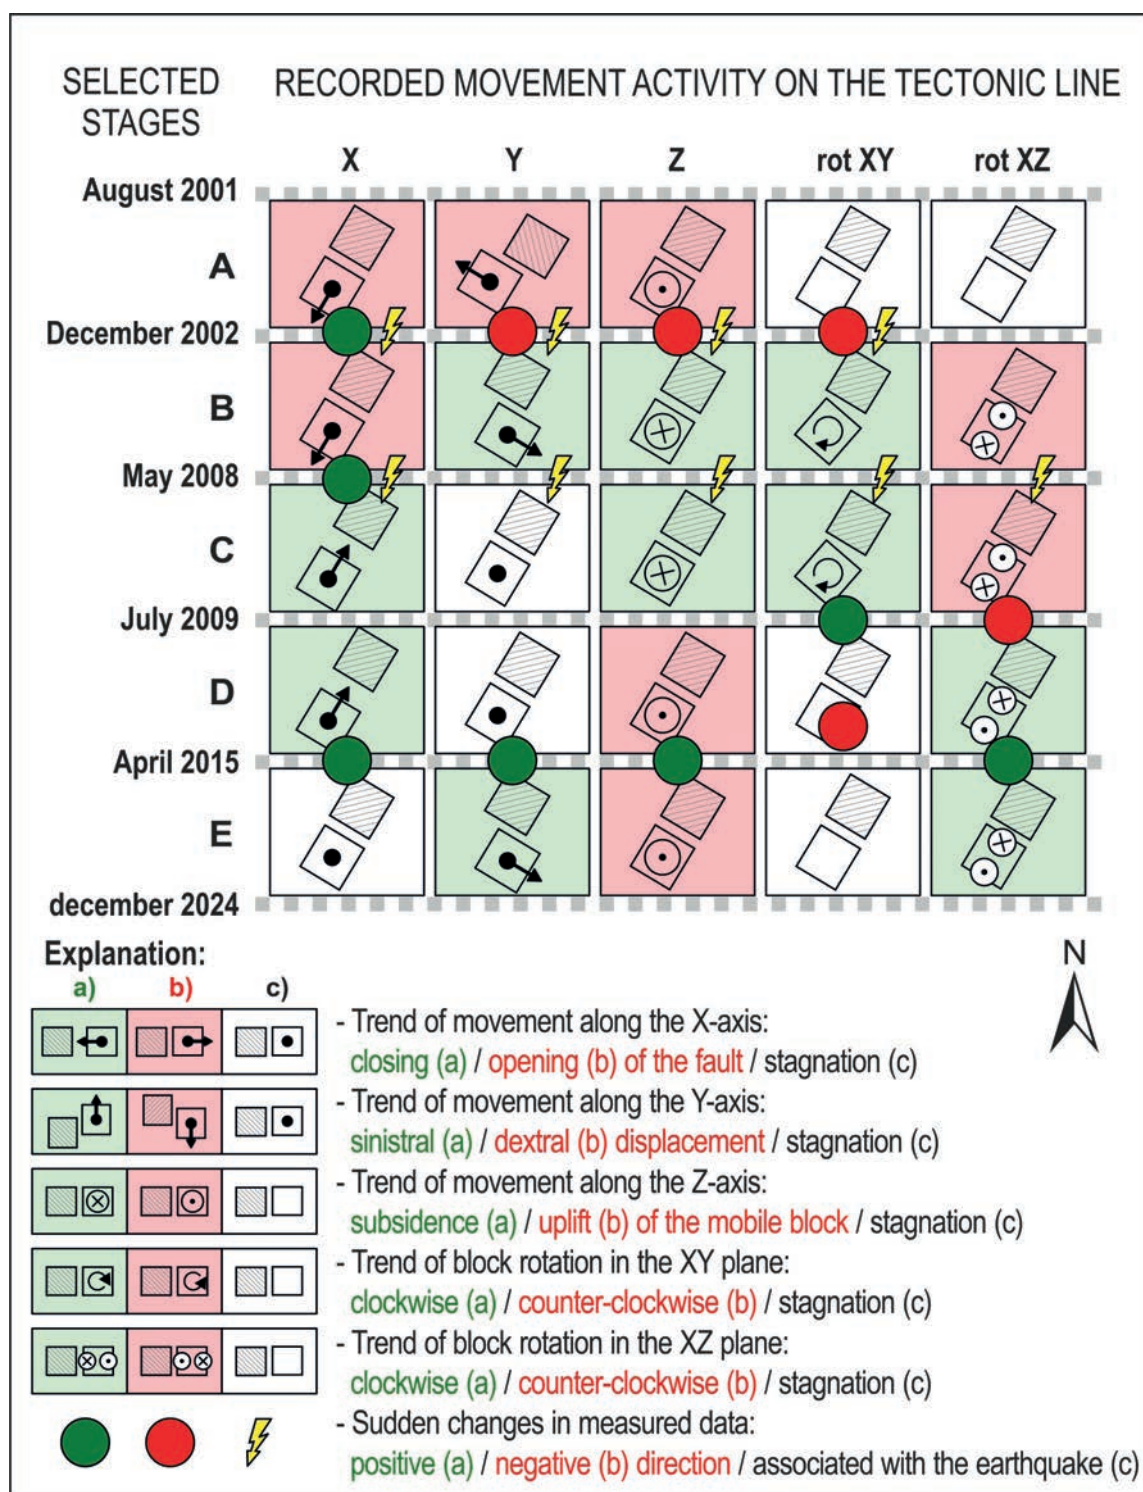 SELECTED
STAGES
RECORDED MOVEMENT ACTIVITY ON THE TECTONIC LINE
X Y Z rot XY rot XZ
August 2001
A
December 2002
B
May 2008
C
July 2009
D
April 2015
E
december 2024
Explanation:
N
a) b) c)
- Trend of movement along the X-axis:
closing (a) / opening (b) of the fault / stagnation (c)
- Trend of movement along the Y-axis:
sinistral (a) / dextral (b) displacement / stagnation (c)
- Trend of movement along the Z-axis:
subsidence (a) / uplift (b) of the mobile block / stagnation (c)
- Trend of block rotation in the XY plane:
clockwise (a) / counter-clockwise (b) / stagnation (c)
- Trend of block rotation in the XZ plane:
clockwise (a) / counter-clockwise (b) / stagnation (c)
- Sudden changes in measured data:
positive (a) / negative (b) direction / associated with the earthquake (c)